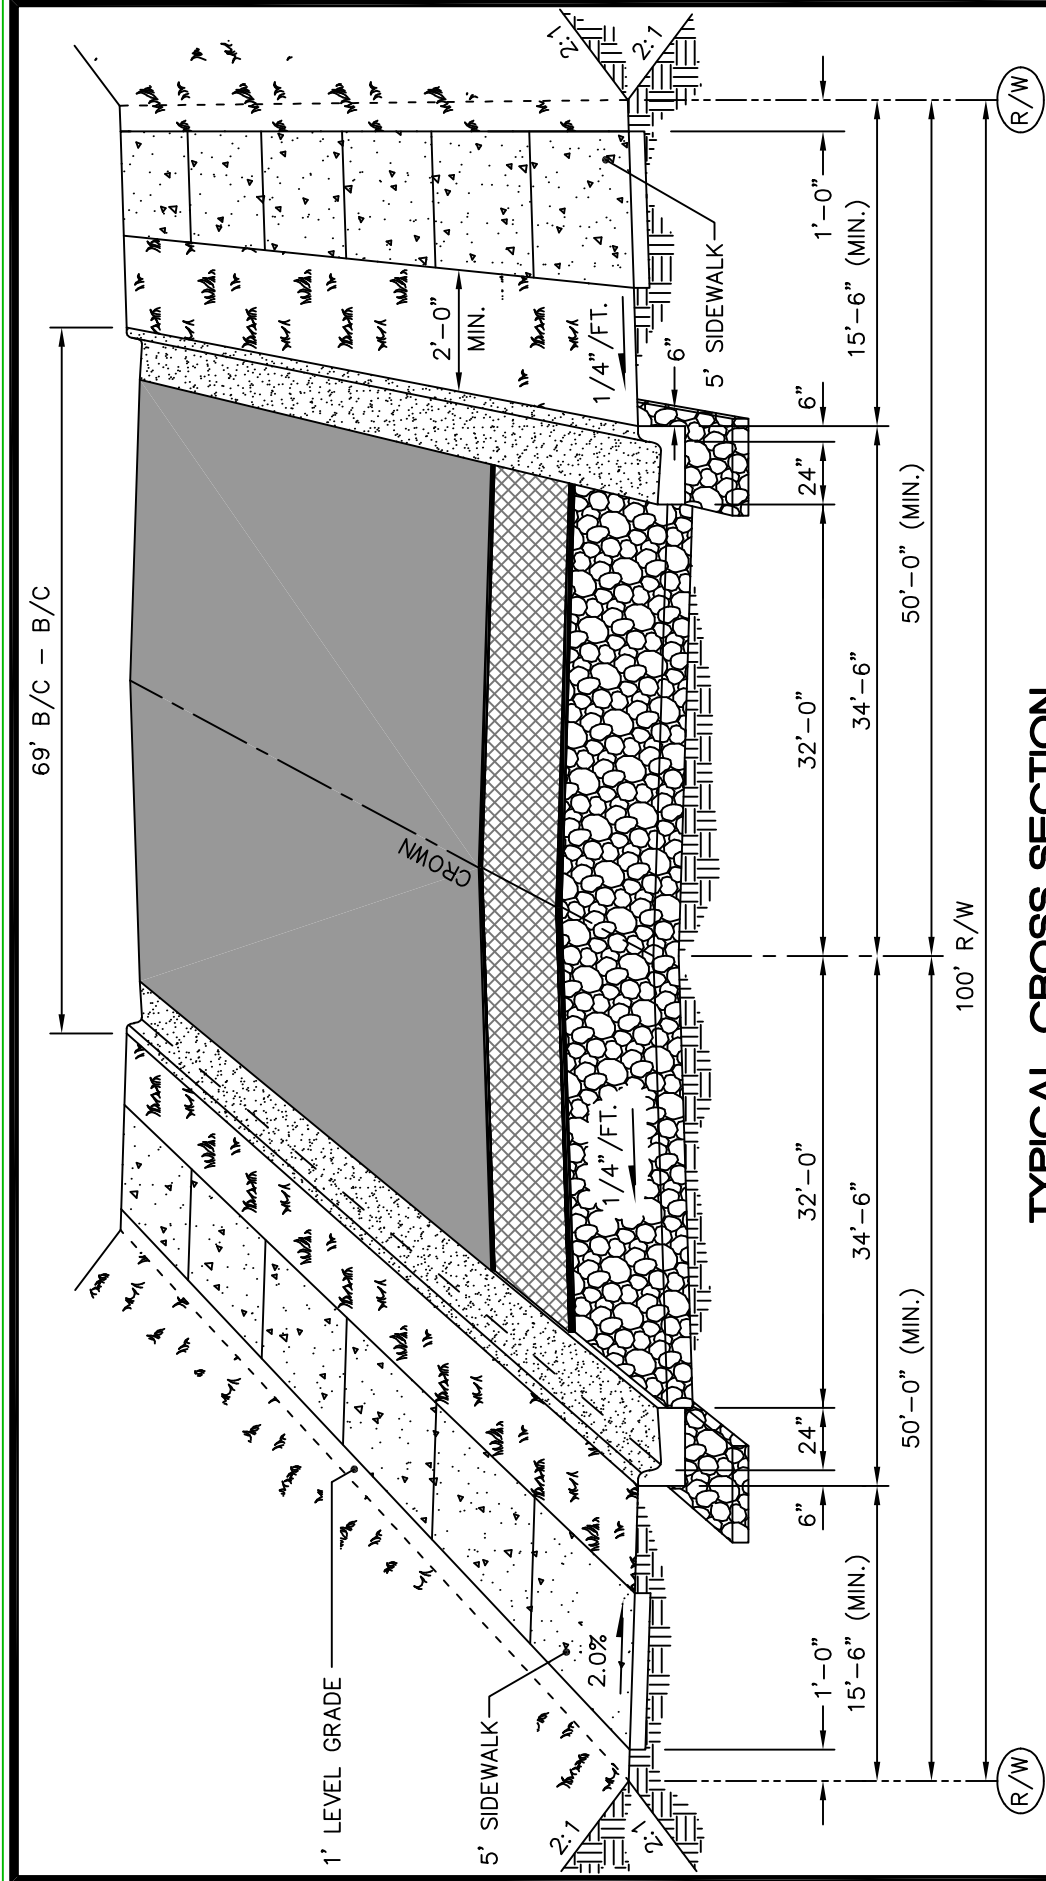 69' B/C - B/C
CROWN
2'-0"
MIN.
1/4"/FT.
6"
5' SIDEWALK
2:1
2:1
1' LEVEL GRADE
5' SIDEWALK
2.0%
1/4"/FT.
2:1
2:1
1'-0"
6"
24"
32'-0"
32'-0"
24"
6"
1'-0"
15'-6" (MIN.)
34'-6"
34'-6"
15'-6" (MIN.)
50'-0" (MIN.)
50'-0" (MIN.)
100' R/W
R/W
R/W
TYPICAL CROSS SECTION